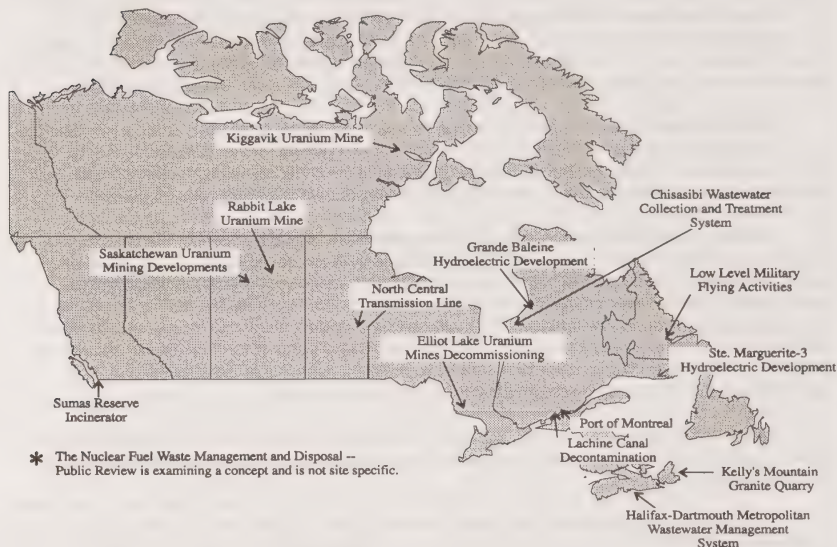 Kiggavik Uranium Mine
Rabbit Lake
Uranium Mine
Saskatchewan Uranium
Mining Developments
North Central
Transmission Line
Grande Baleine
Hydroelectric Development
Chisasibi Wastewater
Collection and Treatment
System
Low Level Military
Flying Activities
Elliot Lake Uranium
Mines Decommissioning
Ste. Marguerite-3
Hydroelectric Development
Sumas Reserve
Incinerator
Port of Montreal
Lachine Canal
Decontamination
Kelly's Mountain
Granite Quarry
Halifax-Dartmouth Metropolitan
Wastewater Management
System
* The Nuclear Fuel Waste Management and Disposal --
Public Review is examining a concept and is not site specific.